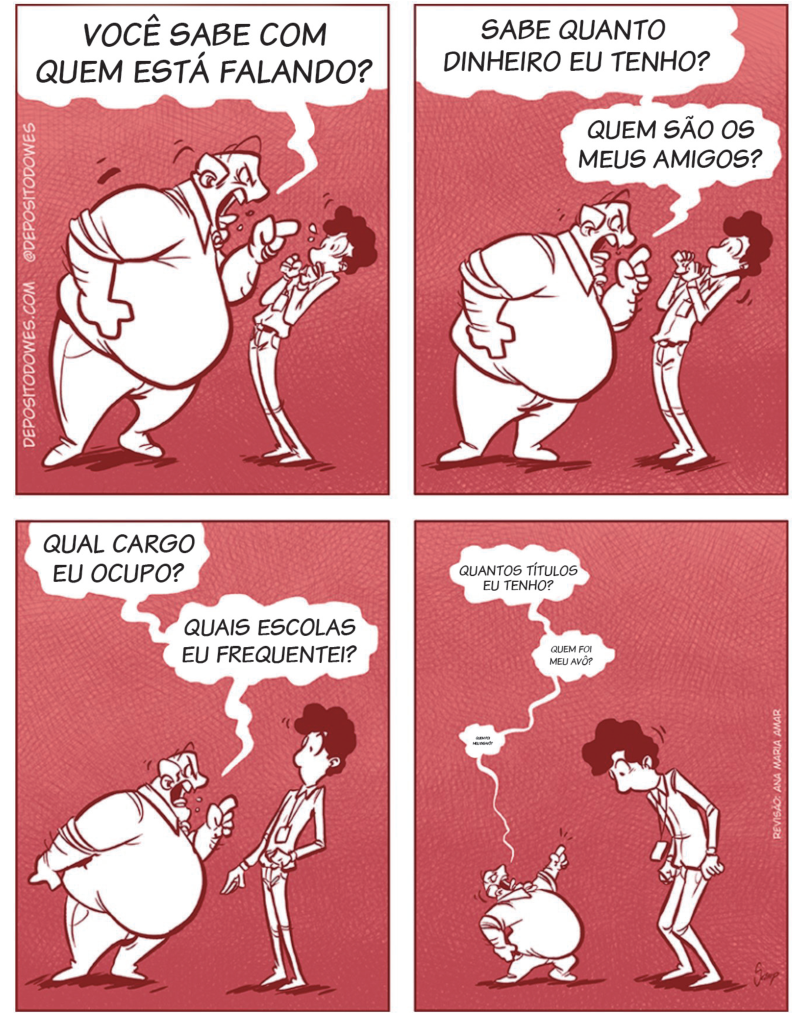 VOCÊ SABE COM
QUEM ESTÁ FALANDO?
DEPOSITODOWES.COM @DEPOSITODOWES
SABE QUANTO
DINHEIRO EU TENHO?
QUEM SÃO OS
MEUS AMIGOS?
QUAL CARGO
EU OCUPO?
QUAIS ESCOLAS
EU FREQUENTEI?
QUANTOS TÍTULOS
EU TENHO?
QUEM FOI
MEU AVÔ?
REVISÃO: ANA MARIA AMAR